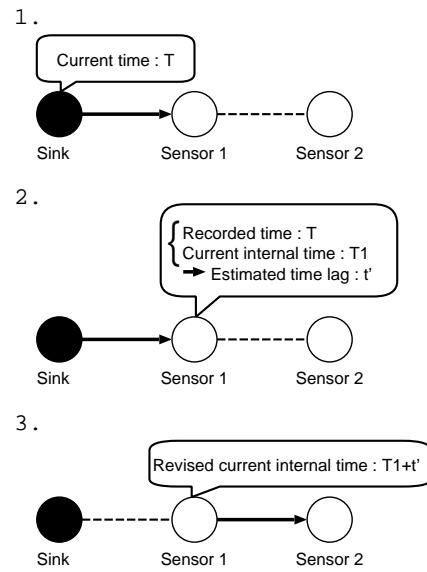 1.
Current time : T
Sink
Sensor 1
Sensor 2
2.
Recorded time : T
Current internal time : T1
Estimated time lag : t’
Sink
Sensor 1
Sensor 2
3.
Revised current internal time : T1+t’
Sink
Sensor 1
Sensor 2